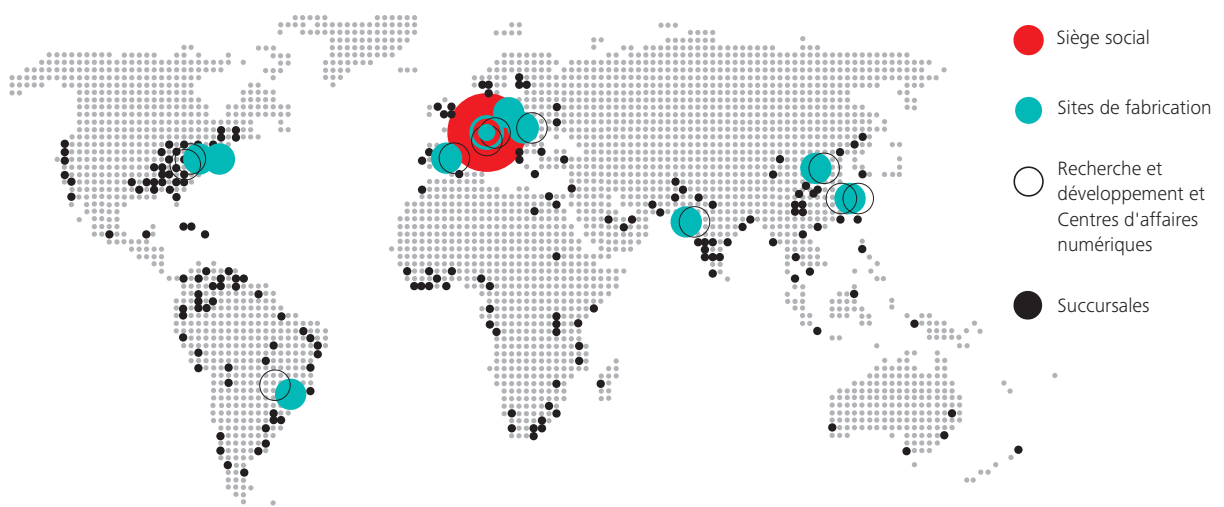 Siège social
Sites de fabrication
Recherche et
développement et
Centres d'affaires
numériques
Succursales